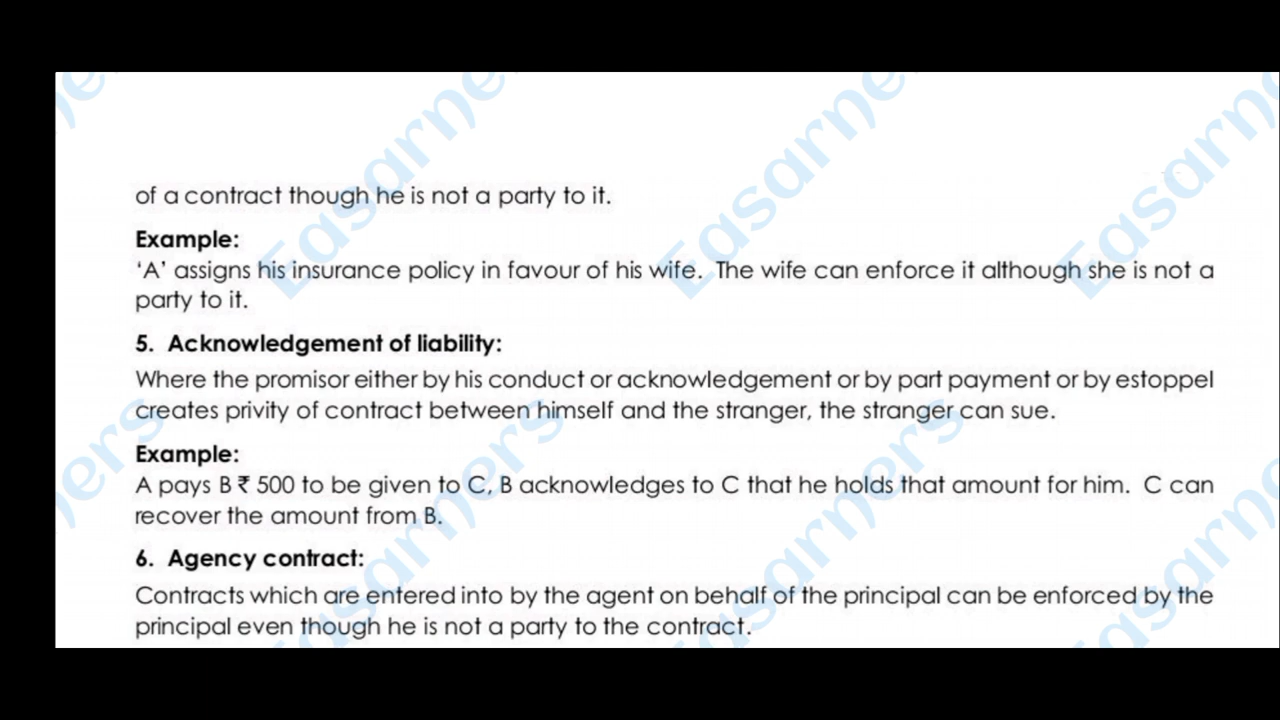 of a contract though he is not a party to it.
Example:
‘A’ assigns his insurance policy in favour of his wife. The wife can enforce it although she is not a
party to it.
5. Acknowledgement of liability:
Where the promisor either by his conduct or acknowledgement or by part payment or by estoppel
creates privity of contract between himself and the stranger, the stranger can sue.
Example:
A pays B ₹ 500 to be given to C, B acknowledges to C that he holds that amount for him. C can
recover the amount from B.
6. Agency contract:
Contracts which are entered into by the agent on behalf of the principal can be enforced by the
principal even though he is not a party to the contract.